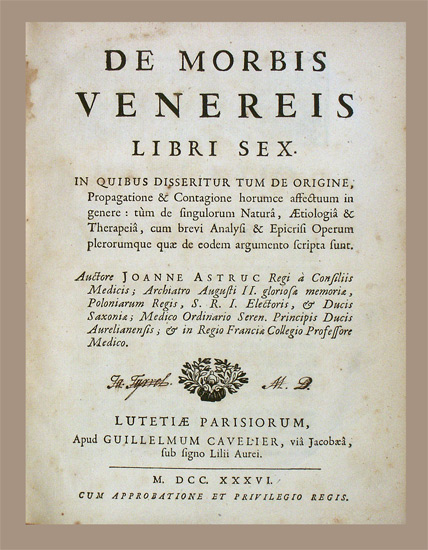 DE MORBIS
VENEREIS
LIBRI SEX.
IN QUIBUS DISSERITUR TUM DE ORIGINE,
Propagatione & Contagione horumce affectuum in
genere: tùm de ſingulorum Naturâ, Ætiologiâ &
Therapeiâ, cum brevi Analyſi & Epicriſi Operum
plerorumque quæ de eodem argumento ſcripta ſunt.
Auctore JOANNE ASTRUC Regi à Conſiliis
Medicis; Archiatro Auguſti II. glorioſæ memoriæ,
Poloniarum Regis, S. R. I. Electoris, & Ducis
Saxoniæ; Medico Ordinario Seren. Principis Ducis
Aurelianenſis; & in Regio Franciæ Collegio Profeſſore
Medico.
M. D.
LUTETIÆ PARISIORUM,
Apud GUILLELMUM CAVELIER, viâ Jacobæâ,
ſub ſigno Lilii Aurei.
M. DCC. XXXVI.
CUM APPROBATIONE ET PRIVILEGIO REGIS.